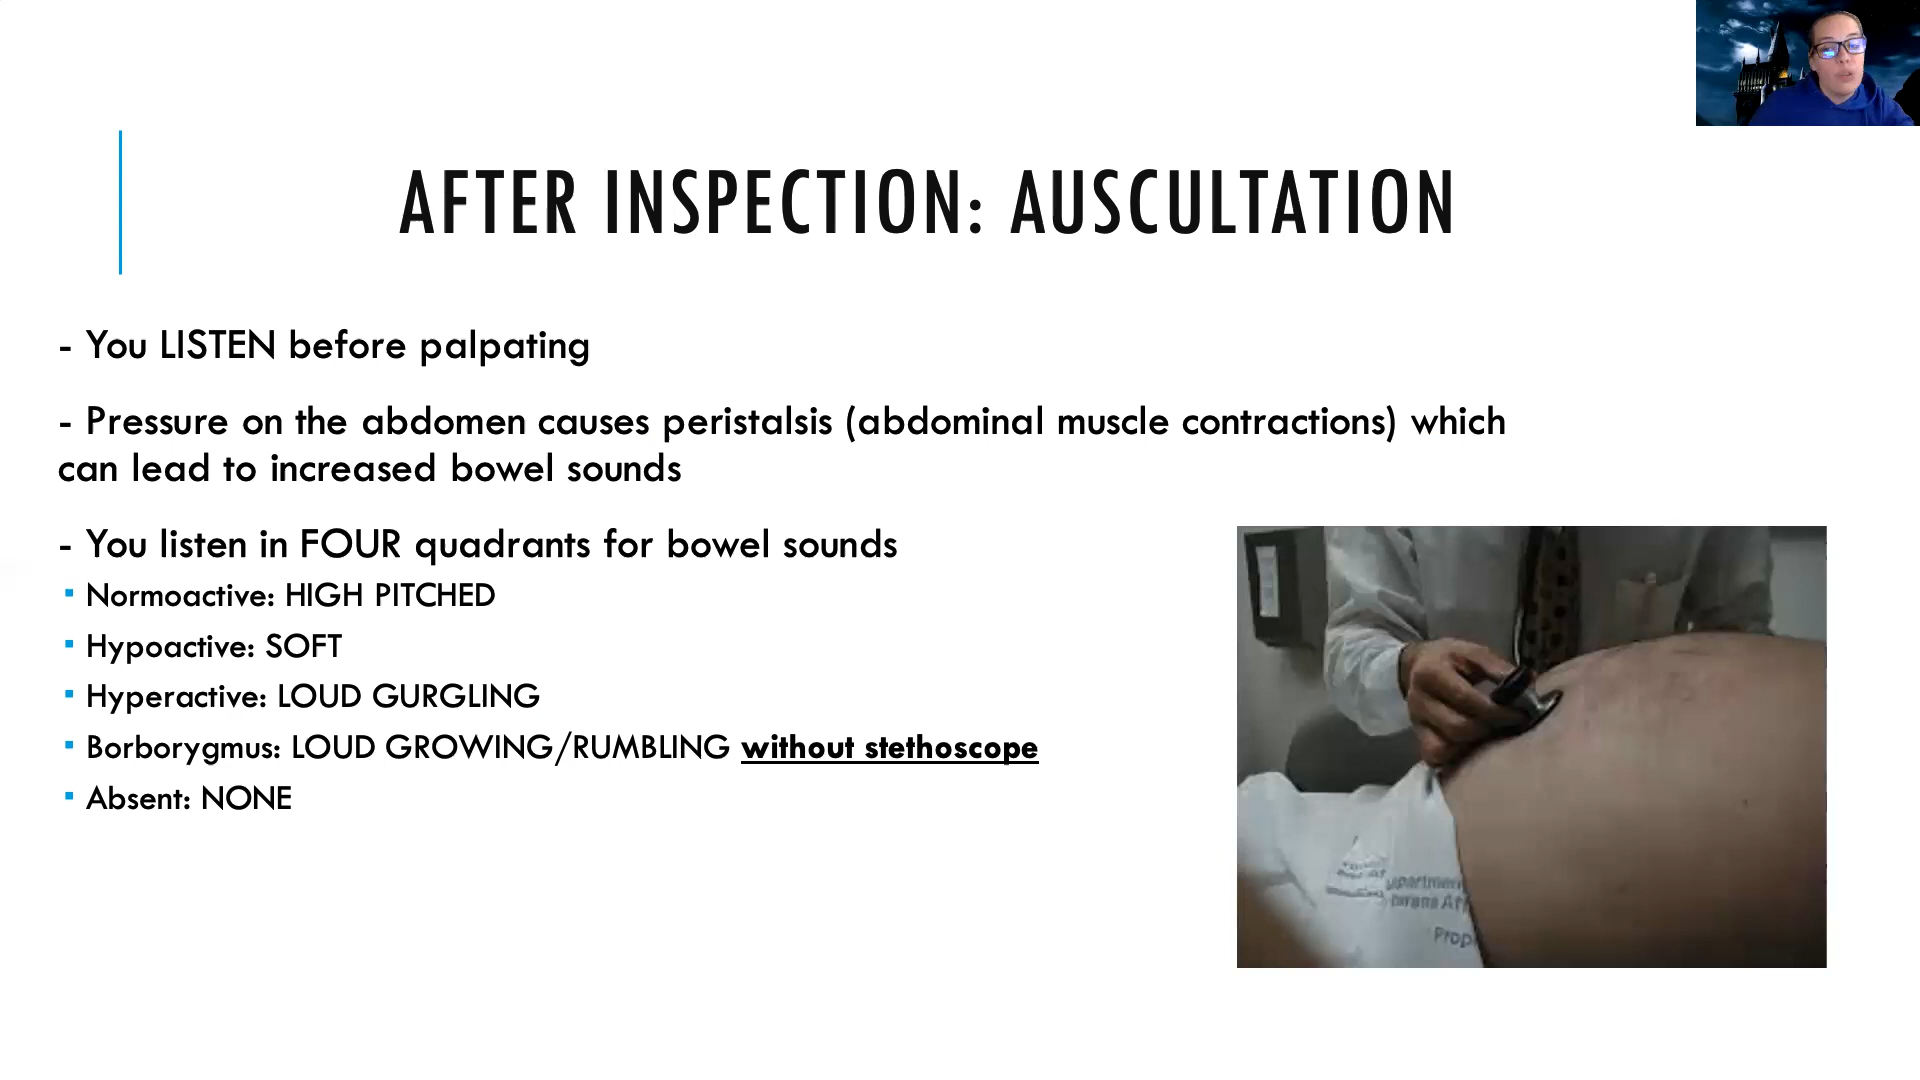 AFTER INSPECTION: AUSCULTATION
- You LISTEN before palpating
- Pressure on the abdomen causes peristalsis (abdominal muscle contractions) which
can lead to increased bowel sounds
- You listen in FOUR quadrants for bowel sounds
▪ Normoactive: HIGH PITCHED
▪ Hypoactive: SOFT
▪ Hyperactive: LOUD GURGLING
▪ Borborygmus: LOUD GROWING/RUMBLING without stethoscope
▪ Absent: NONE